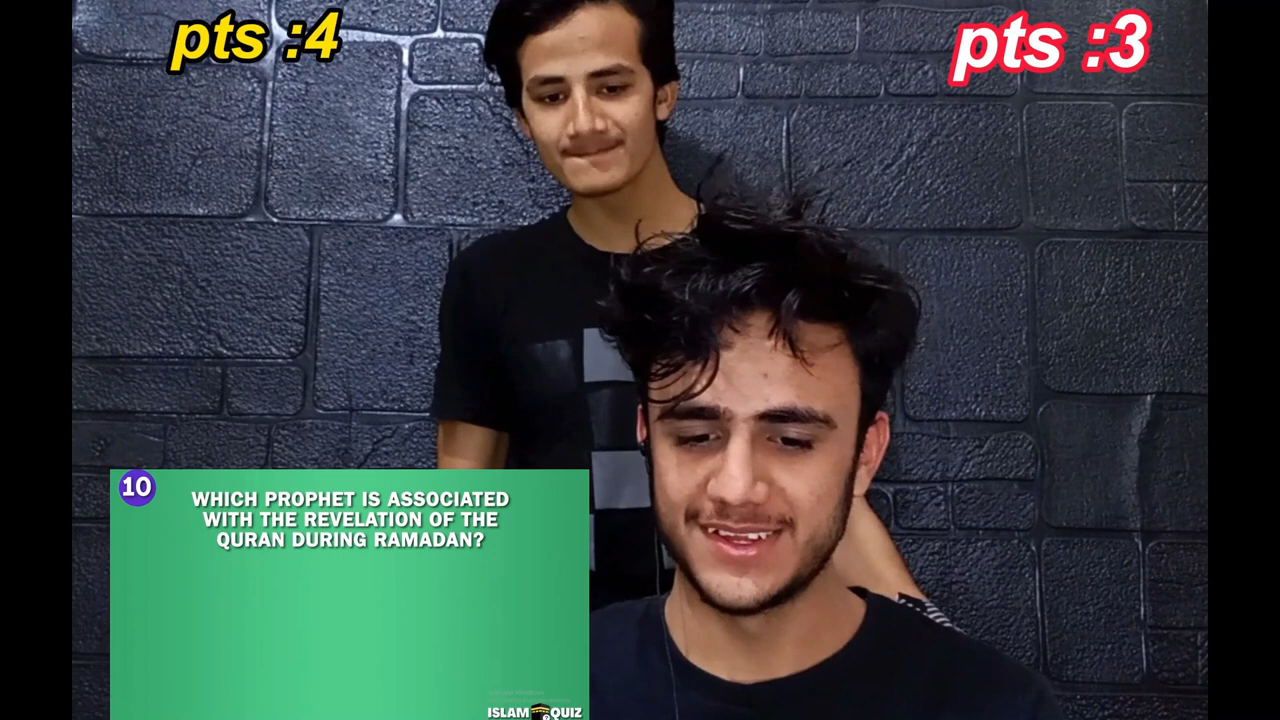 pts :4
pts :3
10
WHICH PROPHET IS ASSOCIATED
WITH THE REVELATION OF THE
QURAN DURING RAMADAN?
ISLAM QUIZ